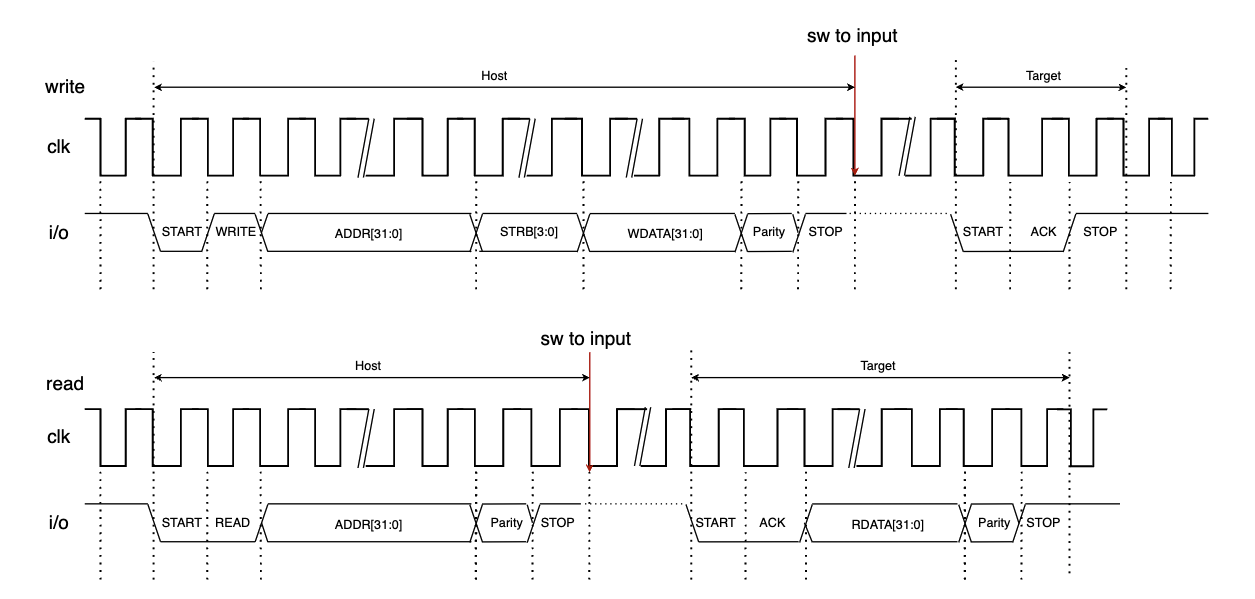 sw to input
write
Host
Target
clk
i/o
START
WRITE
ADDR[31:0]
STRB[3:0]
WDATA[31:0]
Parity
STOP
START
ACK
STOP
sw to input
read
Host
Target
clk
i/o
START
READ
ADDR[31:0]
Parity
STOP
START
ACK
RDATA[31:0]
Parity
STOP